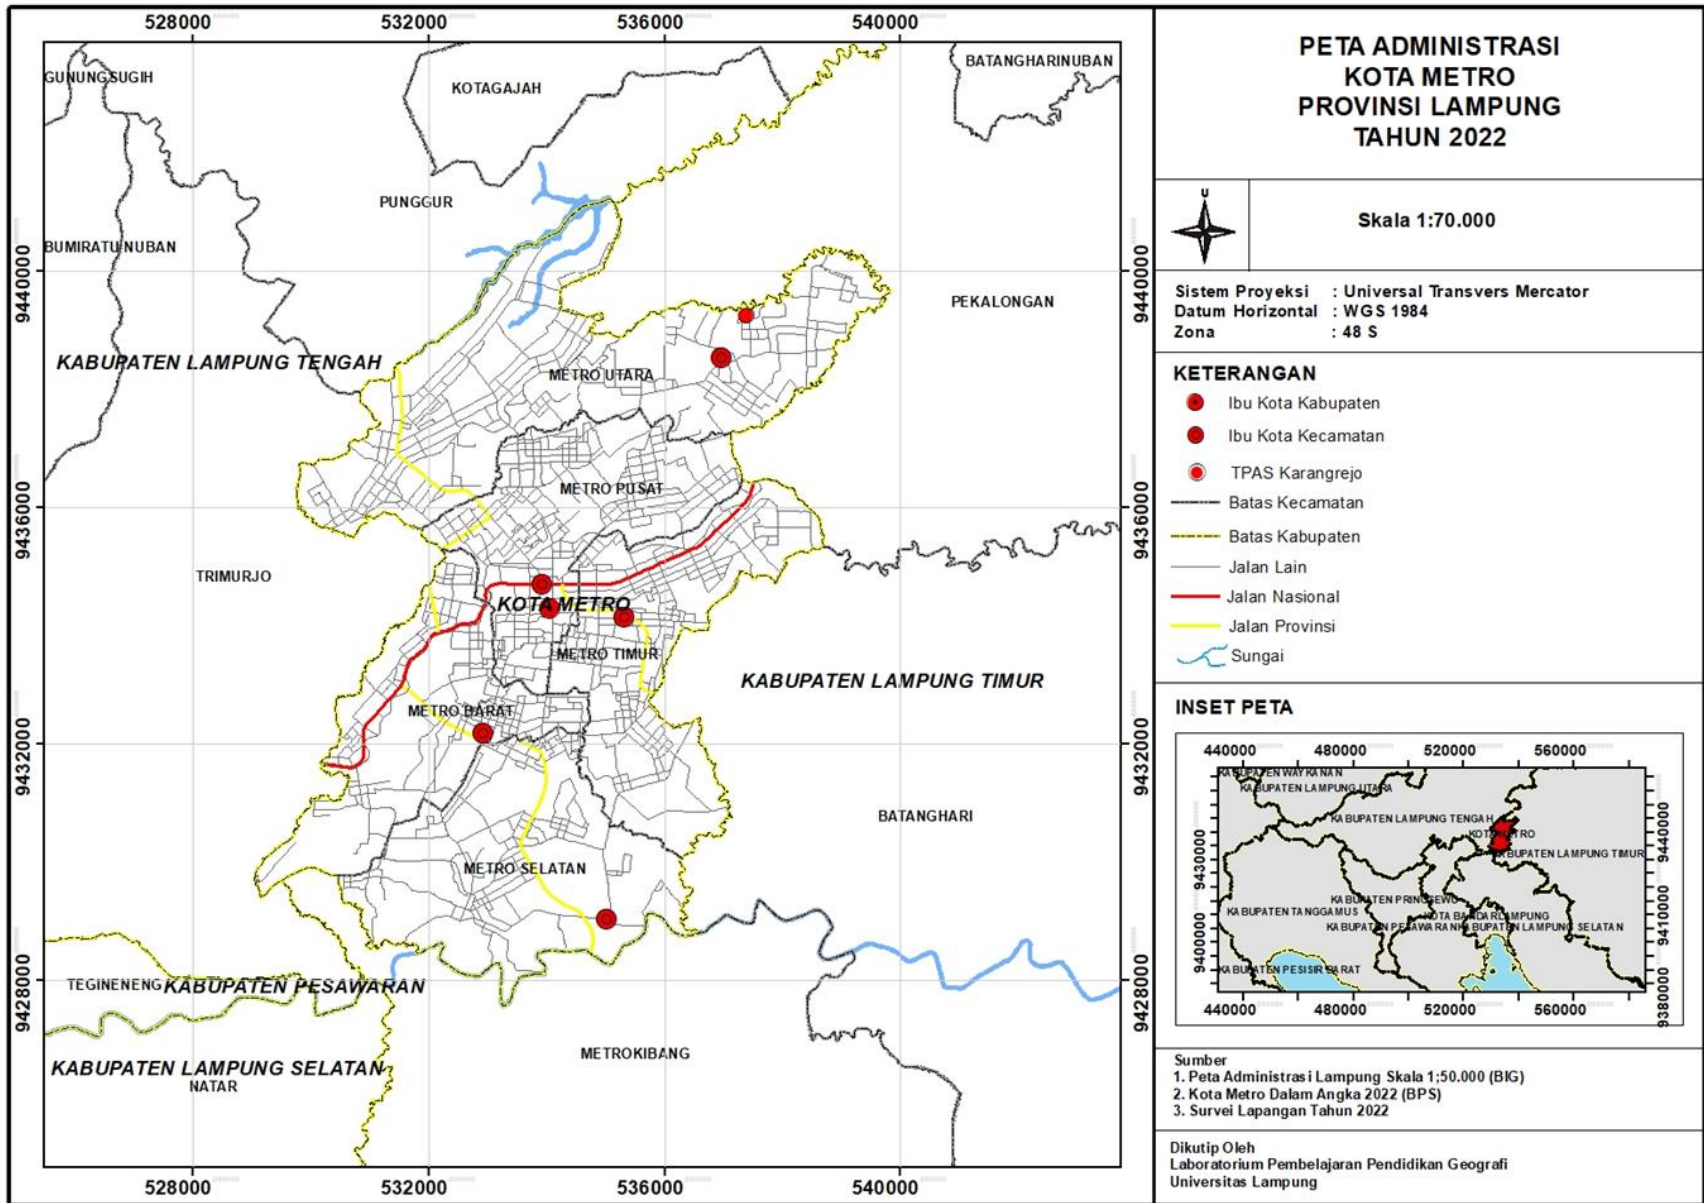 528000 532000 536000 540000
GUNUNGSUGIH
KOTAGAJAH
BATANGHARINUBAN
PUNGGUR
BUMIRATU NUBAN
9440000 9440000
PEKALONGAN
KABUPATEN LAMPUNG TENGAH
METRO UTARA
METRO PUSAT
9436000 9436000
TRIMURJO
KOTA METRO
METRO TIMUR
KABUPATEN LAMPUNG TIMUR
METRO BARAT
9432000 9432000
BATANGHARI
METRO SELATAN
TEGINENENG
KABUPATEN PESAWARAN
9428000 9428000
METROKIBANG
KABUPATEN LAMPUNG SELATAN
NATAR
528000 532000 536000 540000
PETA ADMINISTRASI
KOTA METRO
PROVINSI LAMPUNG
TAHUN 2022
U
Skala 1:70.000
Sistem Proyeksi : Universal Transvers Mercator
Datum Horizontal : WGS 1984
Zona : 48 S
KETERANGAN
Ibu Kota Kabupaten
Ibu Kota Kecamatan
TPAS Karangrejo
Batas Kecamatan
Batas Kabupaten
Jalan Lain
Jalan Nasional
Jalan Provinsi
Sungai
INSET PETA
440000 480000 520000 560000
KABUPATEN WAYKANAN
KABUPATEN LAMPUNG UTARA
KABUPATEN LAMPUNG TENGAH
KOTA METRO
KABUPATEN LAMPUNG TIMUR
9430000 9440000
KABUPATEN PRINGSEWU
KABUPATEN TANGGAMUS
KOTA BANDARLAMPUNG
KABUPATEN PESAWARAN
KABUPATEN LAMPUNG SELATAN
9400000 9410000
KABUPATEN PESISIR BARAT
9380000
440000 480000 520000 560000
Sumber
1. Peta Administrasi Lampung Skala 1;50.000 (BIG)
2. Kota Metro Dalam Angka 2022 (BPS)
3. Survei Lapangan Tahun 2022
Dikutip Oleh
Laboratorium Pembelajaran Pendidikan Geografi
Universitas Lampung